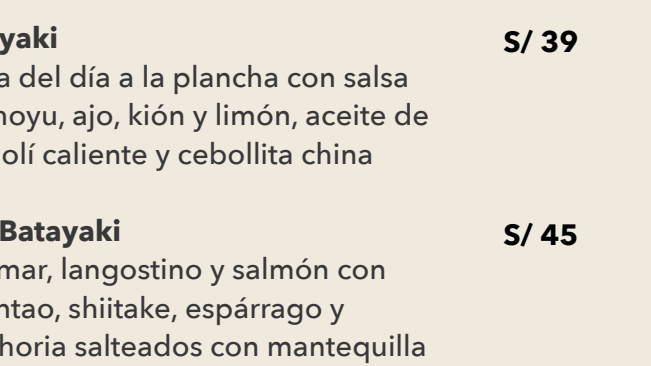 yaki S/ 39
a del día a la plancha con salsa
hoyu, ajo, kión y limón, aceite de
olí caliente y cebollita china
Batayaki S/ 45
mar, langostino y salmón con
ntao, shiitake, espárrago y
horia salteados con mantequilla